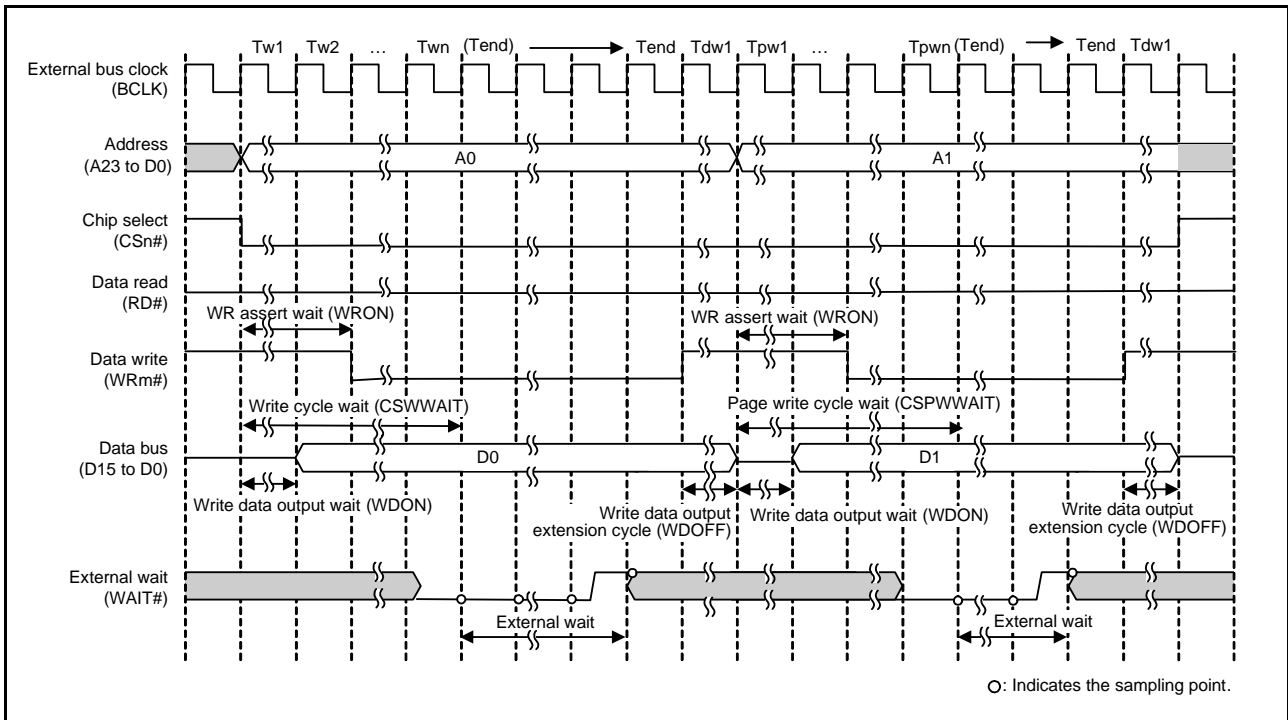 Tw1 Tw2 … Twn (Tend) Tend Tdw1 Tpw1 … Tpwn (Tend) Tend Tdw1
External bus clock
(BCLK)
Address
(A23 to D0)
A0 A1
Chip select
(CSn#)
Data read
(RD#)
WR assert wait (WRON) WR assert wait (WRON)
Data write
(WRm#)
Write cycle wait (CSWWAIT) Page write cycle wait (CSPWWAIT)
Data bus
(D15 to D0)
D0 D1
Write data output wait (WDON) Write data output
extension cycle (WDOFF) Write data output wait (WDON) Write data output
extension cycle (WDOFF)
External wait
(WAIT#)
External wait External wait
: Indicates the sampling point.